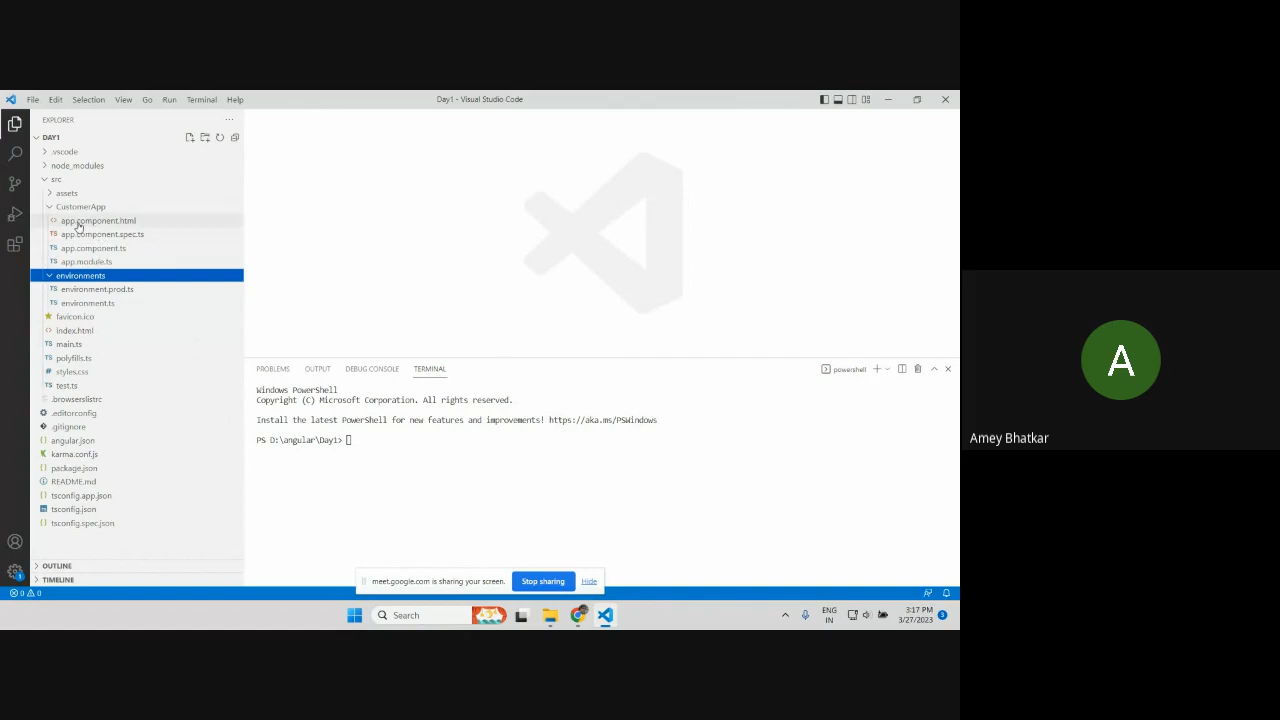 File Edit Selection View Go Run Terminal Help
Day1 - Visual Studio Code
EXPLORER
DAY1
.vscode
node_modules
src
assets
CustomerApp
app.component.html
app.component.spec.ts
app.component.ts
app.module.ts
environments
environment.prod.ts
environment.ts
favicon.ico
index.html
main.ts
polyfills.ts
styles.css
test.ts
.browserslistrc
.editorconfig
.gitignore
angular.json
karma.conf.js
package.json
README.md
tsconfig.app.json
tsconfig.json
tsconfig.spec.json
OUTLINE
TIMELINE
PROBLEMS OUTPUT DEBUG CONSOLE TERMINAL
powershell
Windows PowerShell
Copyright (C) Microsoft Corporation. All rights reserved.
Install the latest PowerShell for new features and improvements! https://aka.ms/PSWindows
PS D:\angular\Day1>
meet.google.com is sharing your screen. Stop sharing Hide
0 0
Search
ENG
IN
3:17 PM
3/27/2023
3
A
Amey Bhatkar